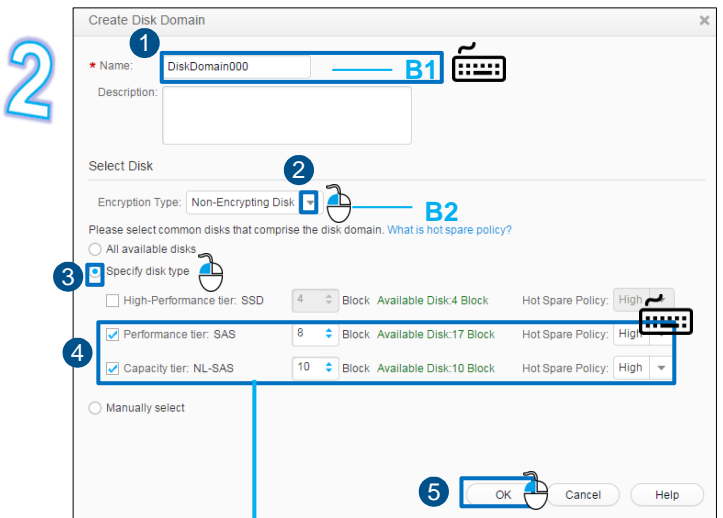 Create Disk Domain
1
2
* Name: DiskDomain000 B1
Description:
Select Disk
2
Encryption Type: Non-Encrypting Disk B2
Please select common disks that comprise the disk domain. What is hot spare policy?
All available disks
3 Specify disk type
High-Performance tier: SSD 4 Block Available Disk:4 Block Hot Spare Policy: High
4
Performance tier: SAS 8 Block Available Disk:17 Block Hot Spare Policy: High
Capacity tier: NL-SAS 10 Block Available Disk:10 Block Hot Spare Policy: High
Manually select
5 OK Cancel Help